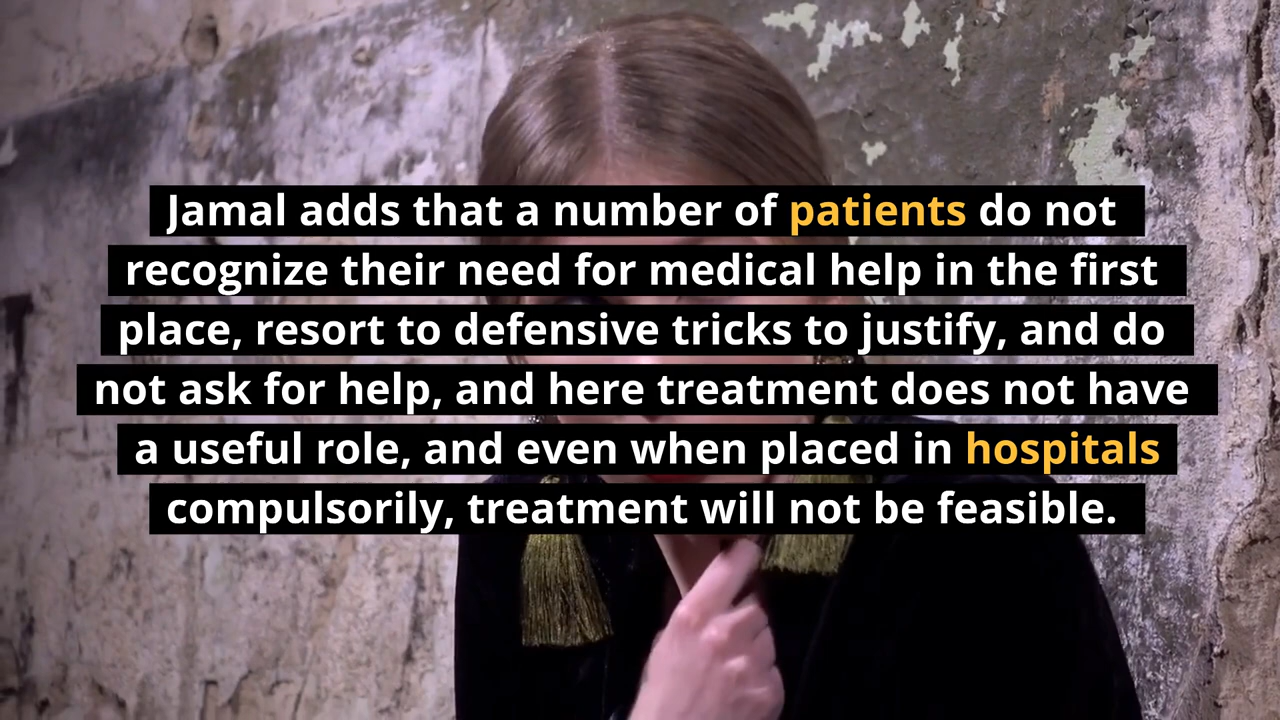 Jamal adds that a number of patients do not
recognize their need for medical help in the first
place, resort to defensive tricks to justify, and do
not ask for help, and here treatment does not have
a useful role, and even when placed in hospitals
compulsorily, treatment will not be feasible.